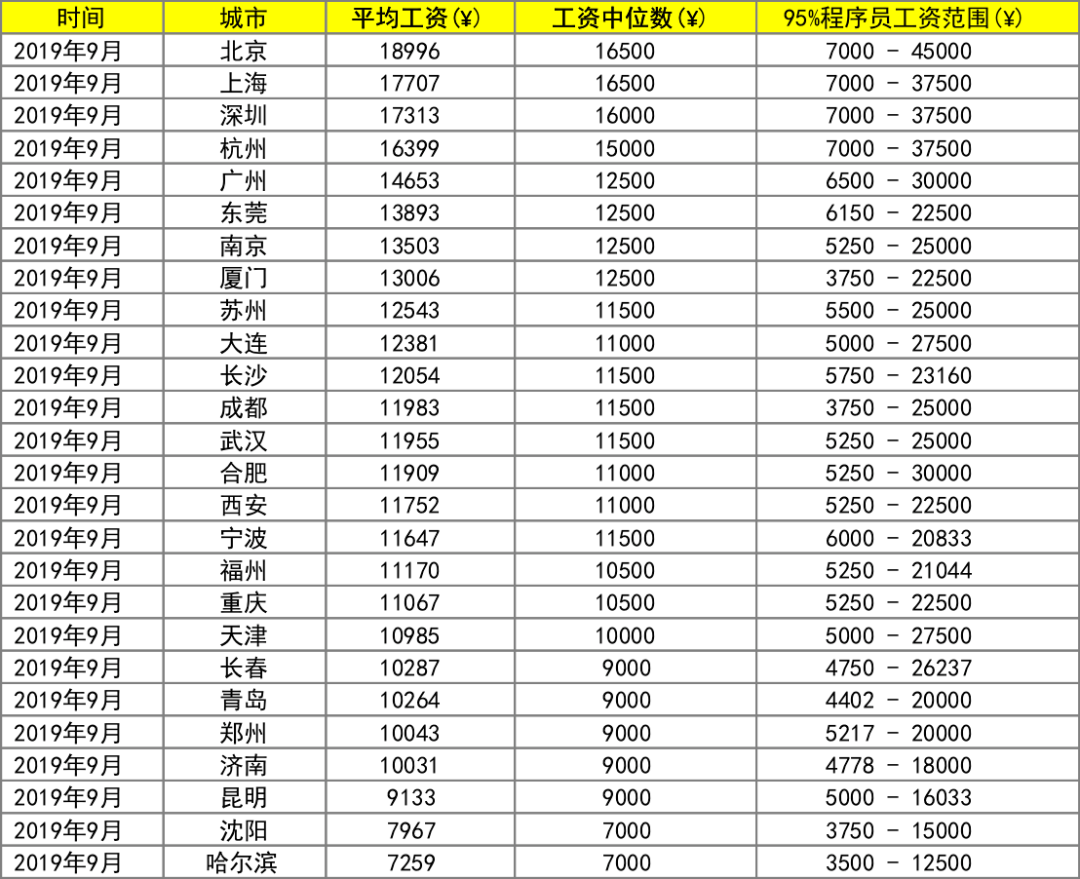 时间 城市 平均工资(¥) 工资中位数(¥) 95%程序员工资范围(¥)
2019年9月 北京 18996 16500 7000 - 45000
2019年9月 上海 17707 16500 7000 - 37500
2019年9月 深圳 17313 16000 7000 - 37500
2019年9月 杭州 16399 15000 7000 - 37500
2019年9月 广州 14653 12500 6500 - 30000
2019年9月 东莞 13893 12500 6150 - 22500
2019年9月 南京 13503 12500 5250 - 25000
2019年9月 厦门 13006 12500 3750 - 22500
2019年9月 苏州 12543 11500 5500 - 25000
2019年9月 大连 12381 11000 5000 - 27500
2019年9月 长沙 12054 11500 5750 - 23160
2019年9月 成都 11983 11500 3750 - 25000
2019年9月 武汉 11955 11500 5250 - 25000
2019年9月 合肥 11909 11000 5250 - 30000
2019年9月 西安 11752 11000 5250 - 22500
2019年9月 宁波 11647 11500 6000 - 20833
2019年9月 福州 11170 10500 5250 - 21044
2019年9月 重庆 11067 10500 5250 - 22500
2019年9月 天津 10985 10000 5000 - 27500
2019年9月 长春 10287 9000 4750 - 26237
2019年9月 青岛 10264 9000 4402 - 20000
2019年9月 郑州 10043 9000 5217 - 20000
2019年9月 济南 10031 9000 4778 - 18000
2019年9月 昆明 9133 9000 5000 - 16033
2019年9月 沈阳 7967 7000 3750 - 15000
2019年9月 哈尔滨 7259 7000 3500 - 12500